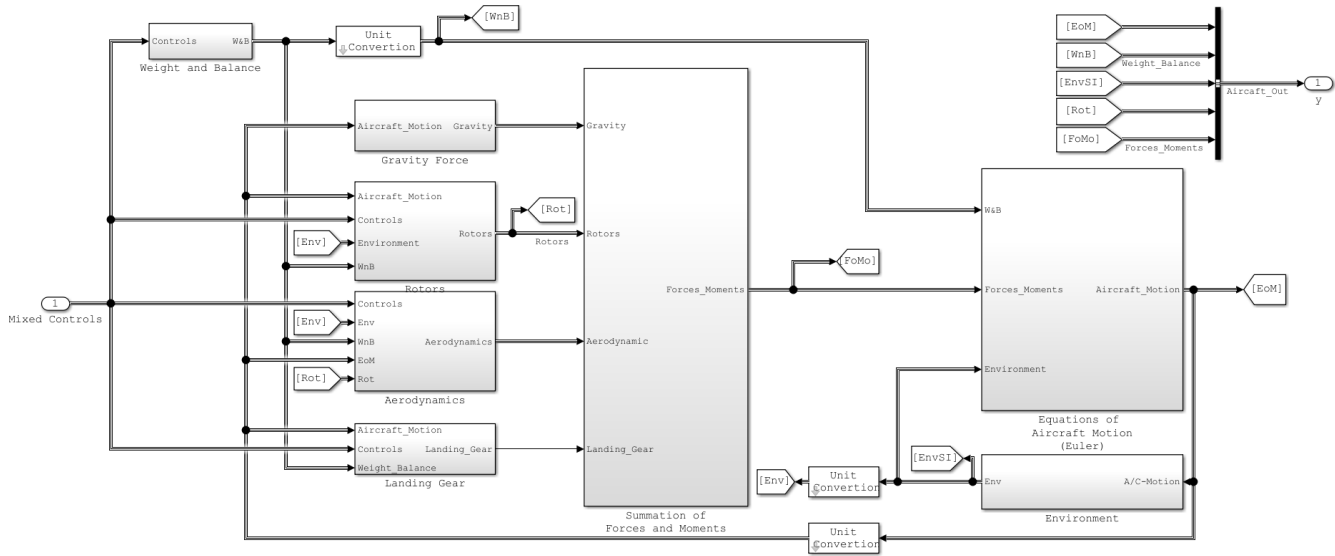 [WnB]
Controls W&B
Weight and Balance
Unit
Convertion
[EoM]
[WnB]
Weight_Balance
[EnvSI]
Aircaft_Out
1
y
[Rot]
[FoMo]
Forces_Moments
Aircraft_Motion Gravity
Gravity Force
Gravity
Aircraft_Motion
Controls
[Env]
Environment
WnB
Rotors
Rotors
[Rot]
Rotors
Rotors
W&B
[FoMo]
Forces_Moments
Forces_Moments
Aircraft_Motion
[EoM]
1
Mixed Controls
Controls
[Env]
Env
WnB
EoM
[Rot]
Rot
Aerodynamics
Aerodynamics
Aerodynamic
Environment
Equations of
Aircraft Motion
(Euler)
Aircraft_Motion
Controls
Weight_Balance
Landing_Gear
Landing Gear
Landing_Gear
Summation of
Forces and Moments
[EnvSI]
[Env]
Unit
Convertion
Env
A/C-Motion
Environment
Unit
Convertion